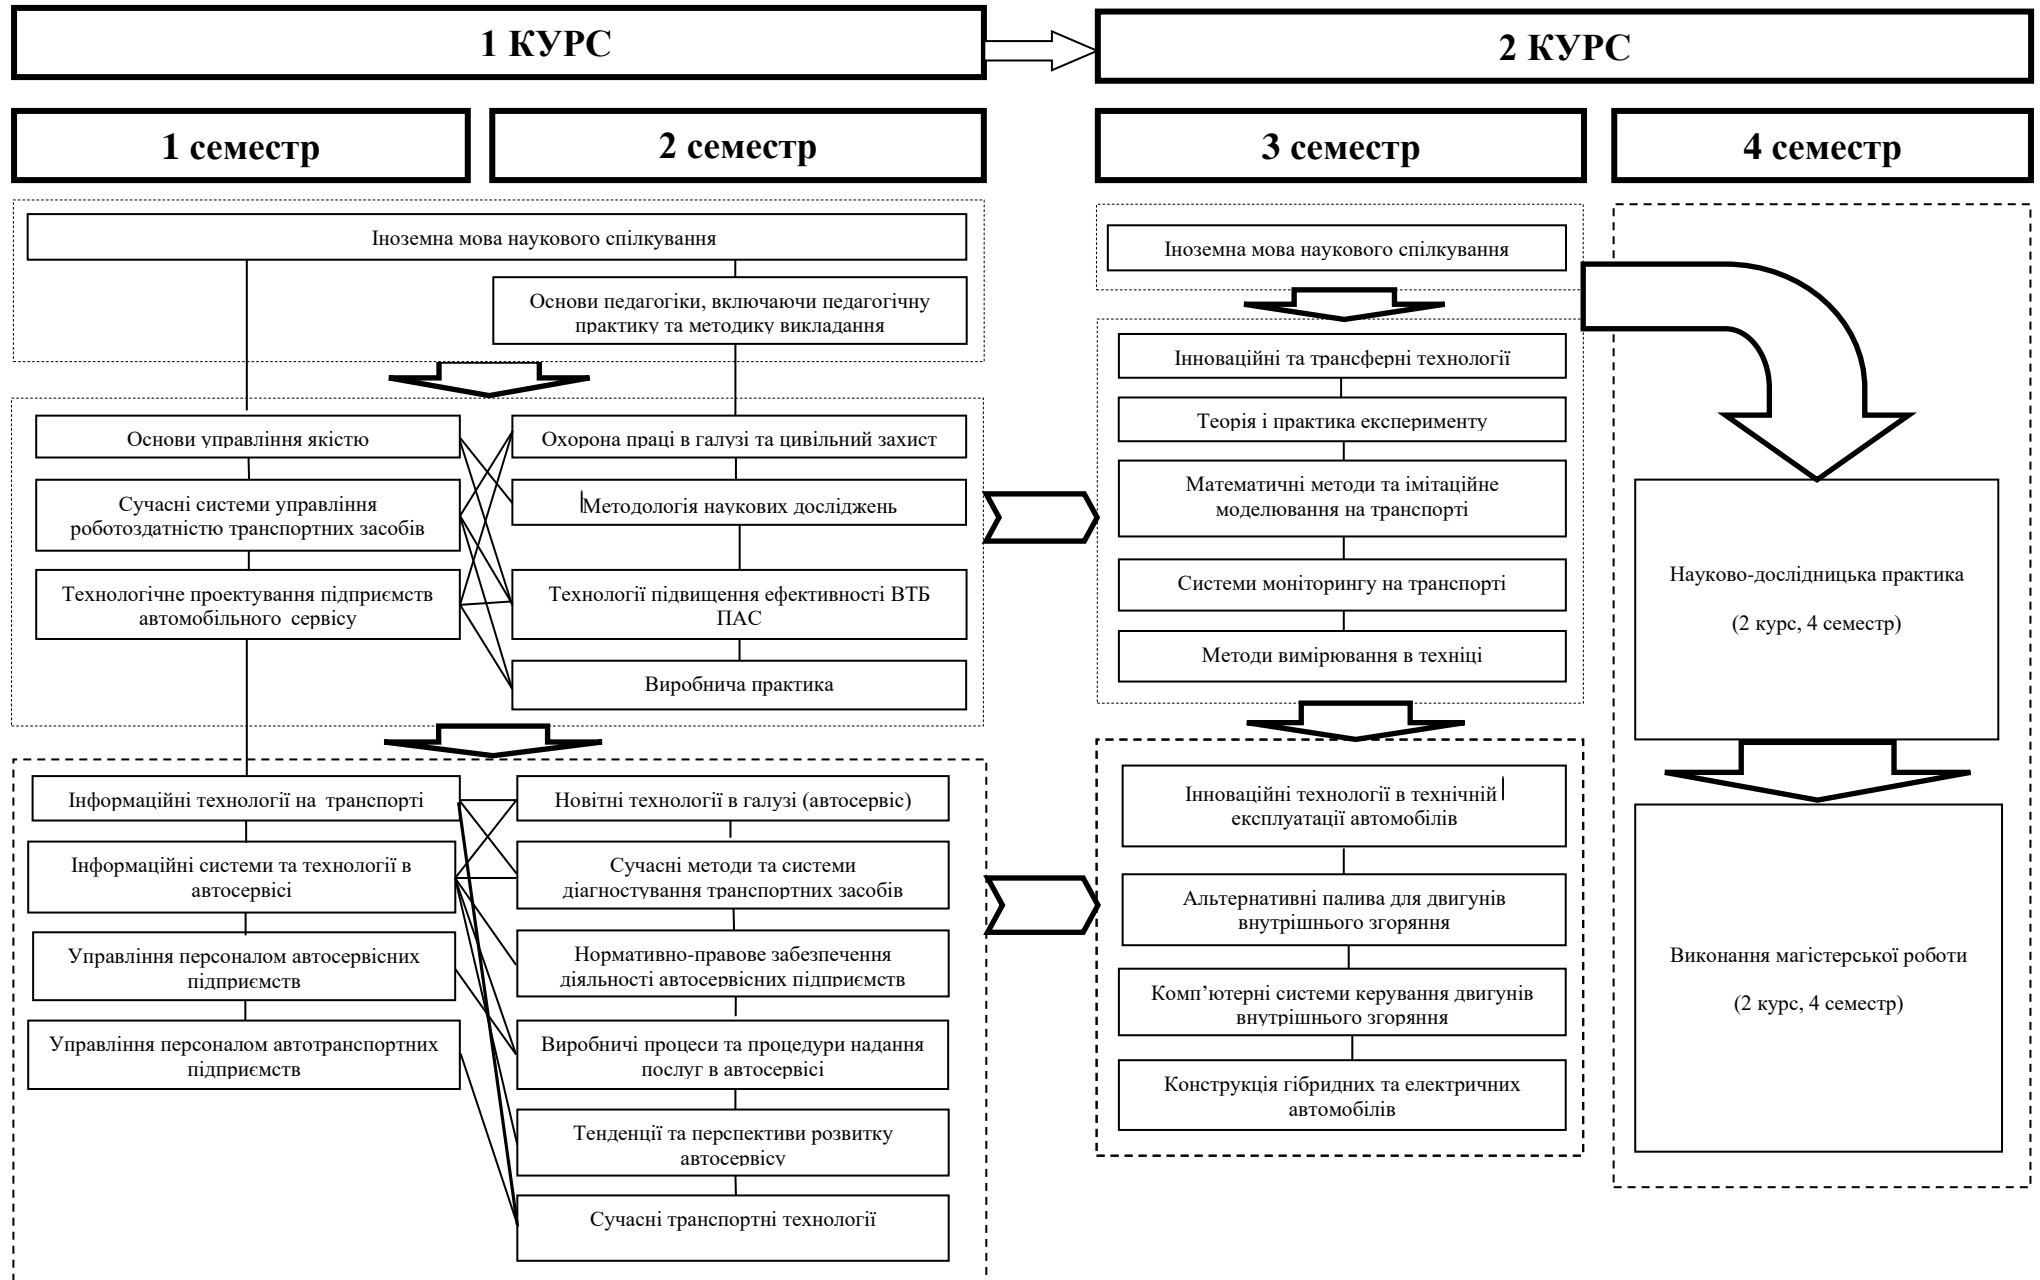 1 КУРС
2 КУРС
1 семестр
2 семестр
3 семестр
4 семестр
Іноземна мова наукового спілкування
Основи педагогіки, включаючи педагогічну
практику та методику викладання
Основи управління якістю
Сучасні системи управління
роботоздатністю транспортних засобів
Технологічне проектування підприємств
автомобільного сервісу
Охорона праці в галузі та цивільний захист
Методологія наукових досліджень
Технології підвищення ефективності ВТБ
ПАС
Виробнича практика
Інформаційні технології на транспорті
Інформаційні системи та технології в
автосервісі
Управління персоналом автосервісних
підприємств
Управління персоналом автотранспортних
підприємств
Новітні технології в галузі (автосервіс)
Сучасні методи та системи
діагностування транспортних засобів
Нормативно-правове забезпечення
діяльності автосервісних підприємств
Виробничі процеси та процедури надання
послуг в автосервісі
Тенденції та перспективи розвитку
автосервісу
Сучасні транспортні технології
Іноземна мова наукового спілкування
Інноваційні та трансферні технології
Теорія і практика експерименту
Математичні методи та імітаційне
моделювання на транспорті
Системи моніторингу на транспорті
Методи вимірювання в техніці
Інноваційні технології в технічній
експлуатації автомобілів
Альтернативні палива для двигунів
внутрішнього згоряння
Комп’ютерні системи керування двигунів
внутрішнього згоряння
Конструкція гібридних та електричних
автомобілів
Науково-дослідницька практика
(2 курс, 4 семестр)
Виконання магістерської роботи
(2 курс, 4 семестр)